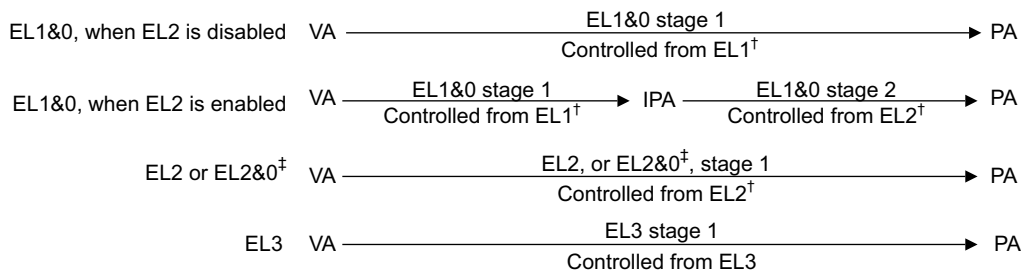 EL1&0 stage 1
EL1&0, when EL2 is disabled VA PA
Controlled from EL1†
EL1&0 stage 1 EL1&0 stage 2
EL1&0, when EL2 is enabled VA IPA PA
Controlled from EL1† Controlled from EL2†
EL2, or EL2&0‡, stage 1
EL2 or EL2&0‡ VA PA
Controlled from EL2†
EL3 stage 1
EL3 VA PA
Controlled from EL3